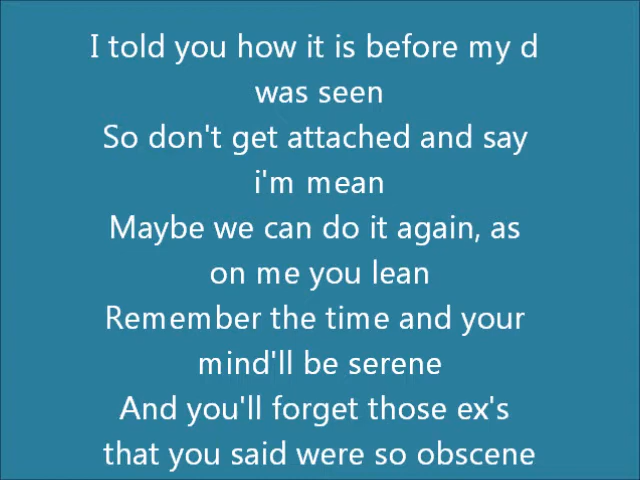 I told you how it is before my d
was seen
So don't get attached and say
i'm mean
Maybe we can do it again, as
on me you lean
Remember the time and your
mind'll be serene
And you'll forget those ex's
that you said were so obscene